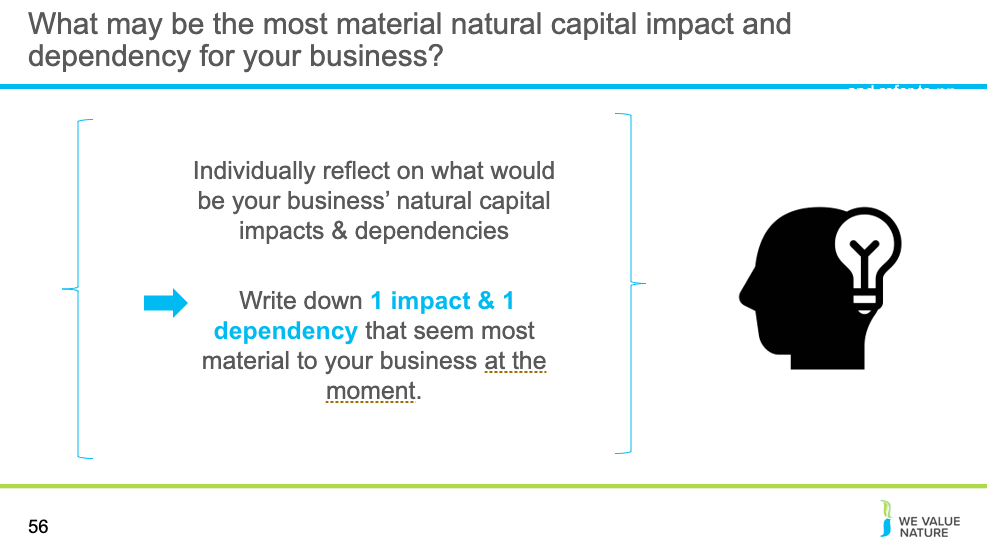 What may be the most material natural capital impact and
dependency for your business?
Individually reflect on what would
be your business’ natural capital
impacts & dependencies
Write down 1 impact & 1
dependency that seem most
material to your business at the
moment.
56
WE VALUE
NATURE